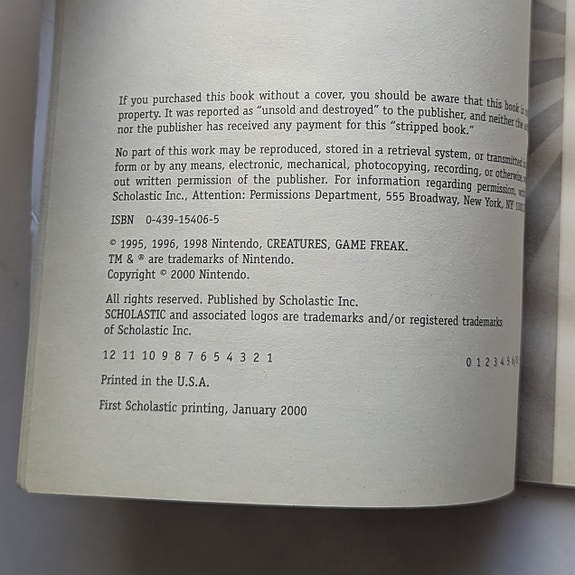 If you purchased this book without a cover, you should be aware that this book
property. It was reported as “unsold and destroyed” to the publisher, and neither the
nor the publisher has received any payment for this “stripped book.”
No part of this work may be reproduced, stored in a retrieval system, or transmitted
form or by any means, electronic, mechanical, photocopying, recording, or otherwise,
out written permission of the publisher. For information regarding permission,
Scholastic Inc., Attention: Permissions Department, 555 Broadway, New York, NY
ISBN 0-439-15406-5
© 1995, 1996, 1998 Nintendo, CREATURES, GAME FREAK.
TM & ® are trademarks of Nintendo.
Copyright © 2000 Nintendo.
All rights reserved. Published by Scholastic Inc.
SCHOLASTIC and associated logos are trademarks and/or registered trademarks
of Scholastic Inc.
12 11 10 9 8 7 6 5 4 3 2 1 0 1 2 3 4 5
Printed in the U.S.A.
First Scholastic printing, January 2000